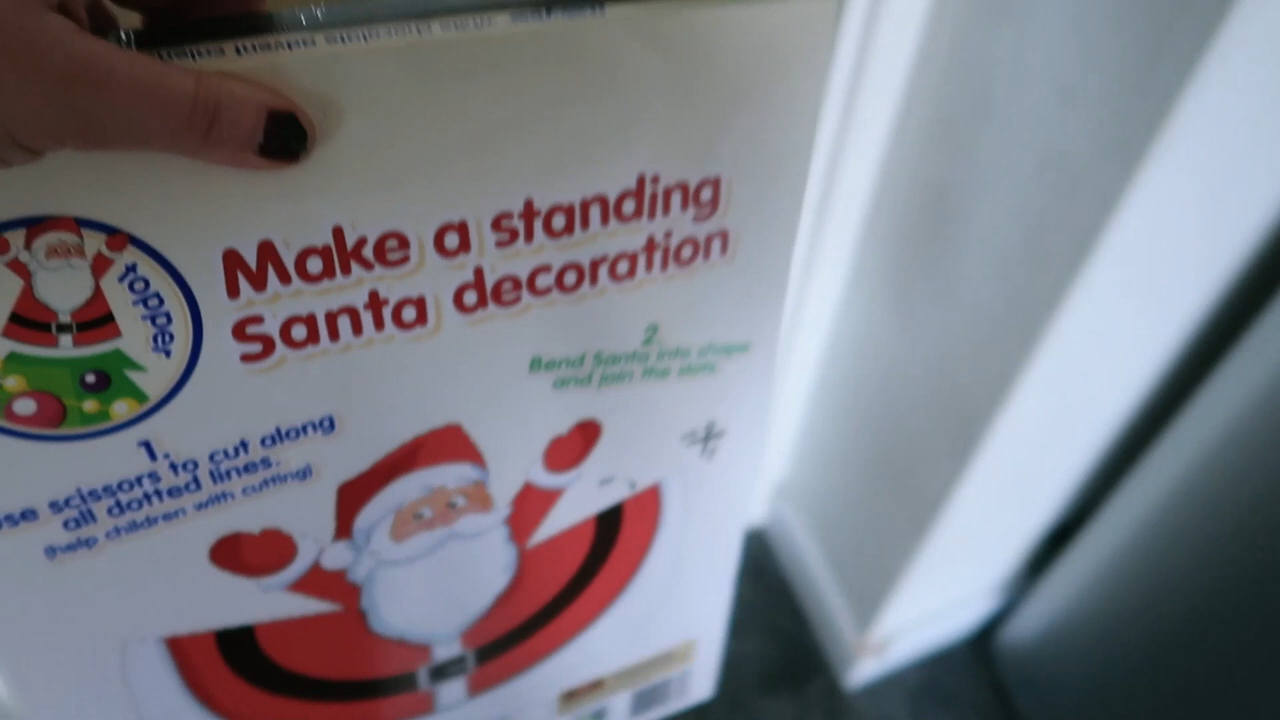 topper
Make a standing
Santa decoration
2.
Bend Santa into shape
and join the slots.
1.
se scissors to cut along
all dotted lines.
(help children with cutting)